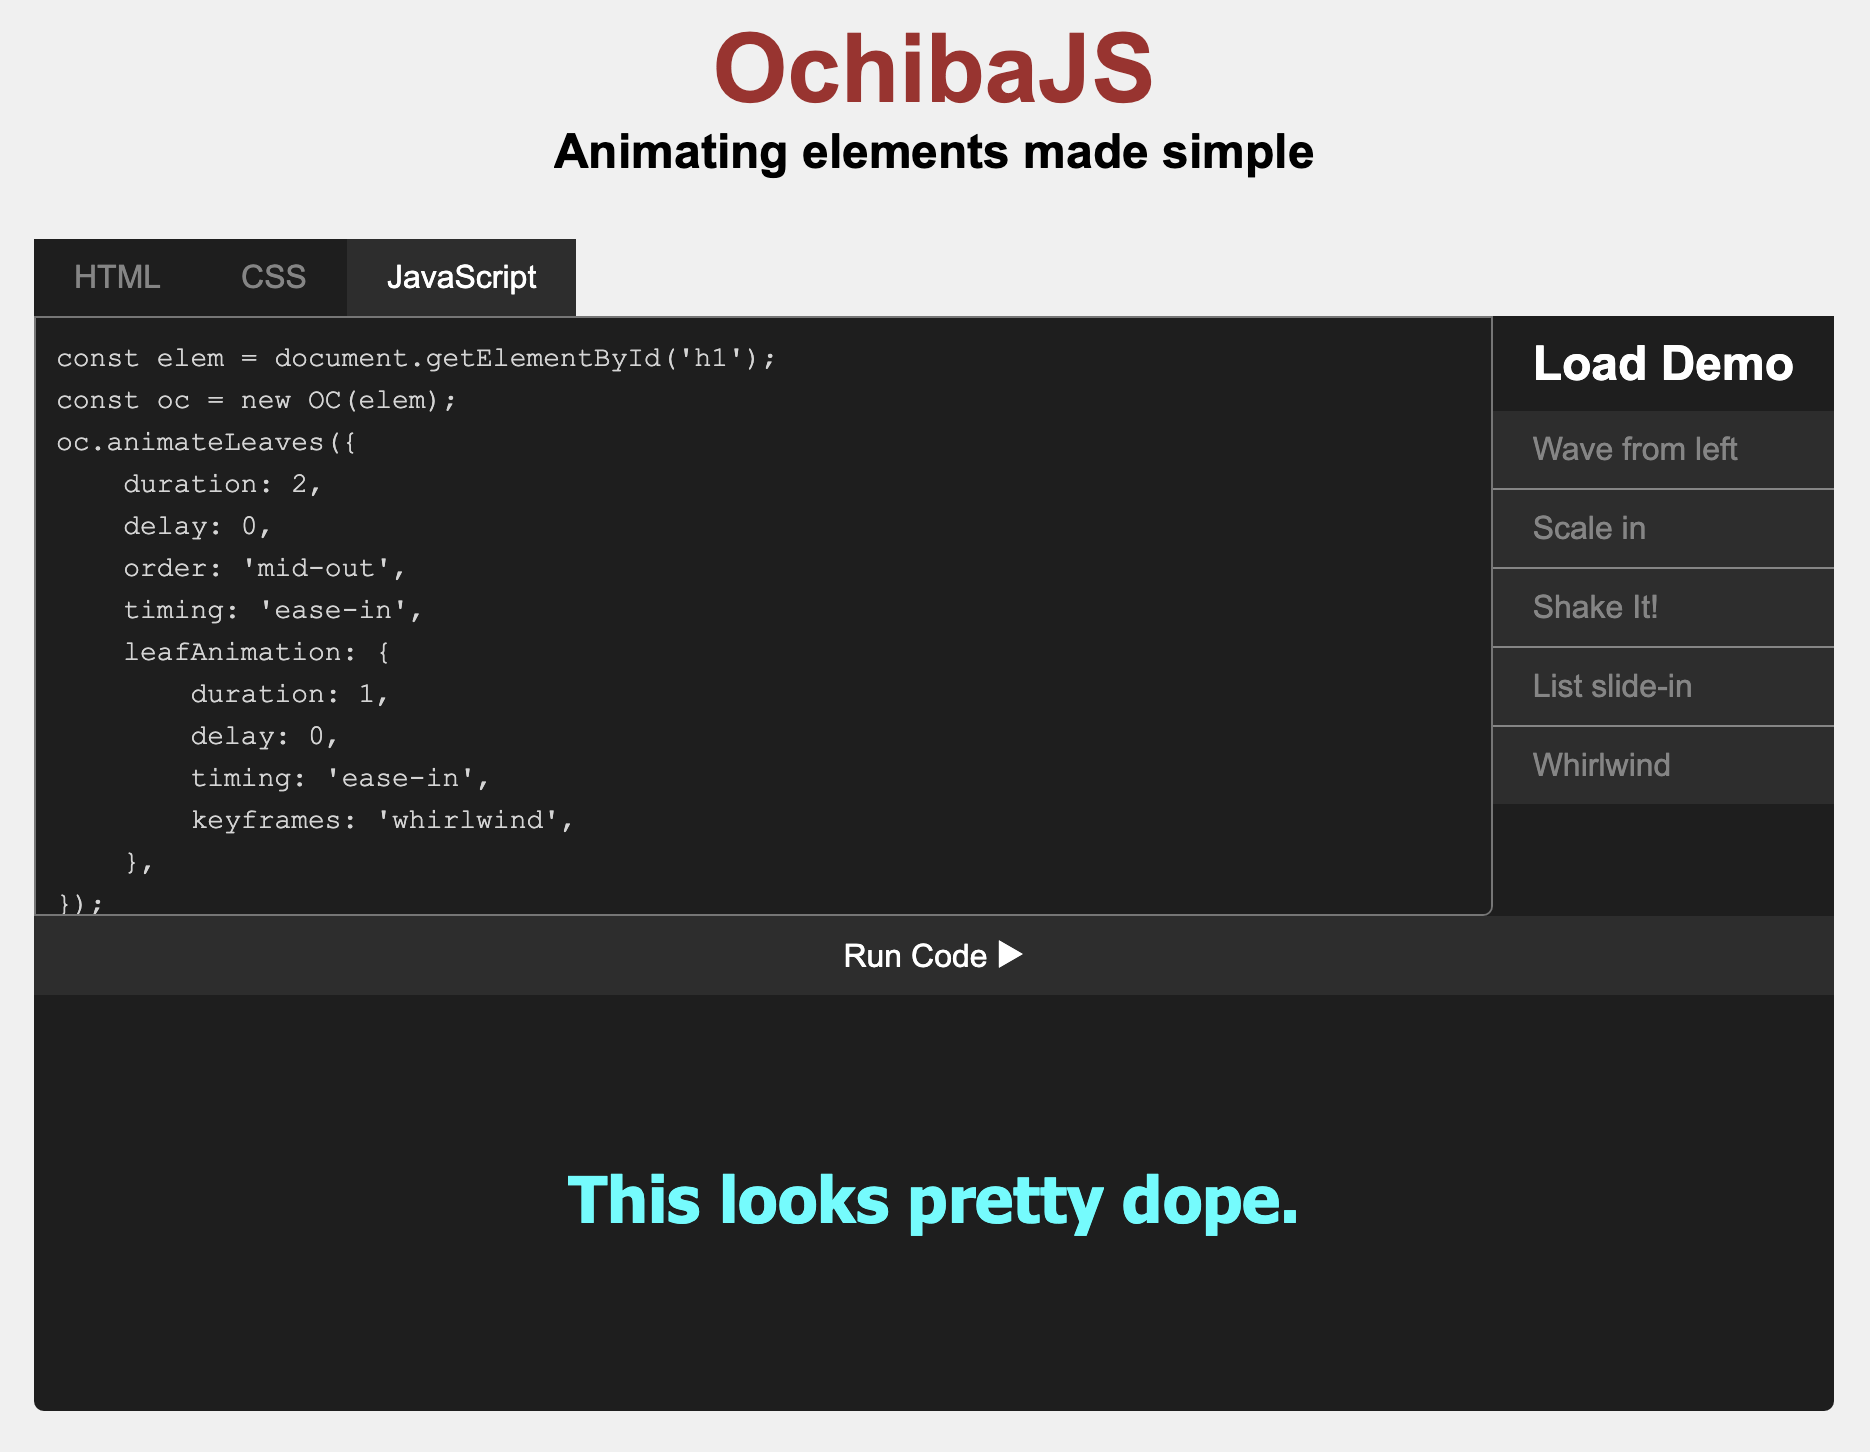 OchibaJS
Animating elements made simple
HTML CSS JavaScript
const elem = document.getElementById('h1');
const oc = new OC(elem);
oc.animateLeaves({
    duration: 2,
    delay: 0,
    order: 'mid-out',
    timing: 'ease-in',
    leafAnimation: {
        duration: 1,
        delay: 0,
        timing: 'ease-in',
        keyframes: 'whirlwind',
    },
});
Load Demo
Wave from left
Scale in
Shake It!
List slide-in
Whirlwind
Run Code ▶
This looks pretty dope.